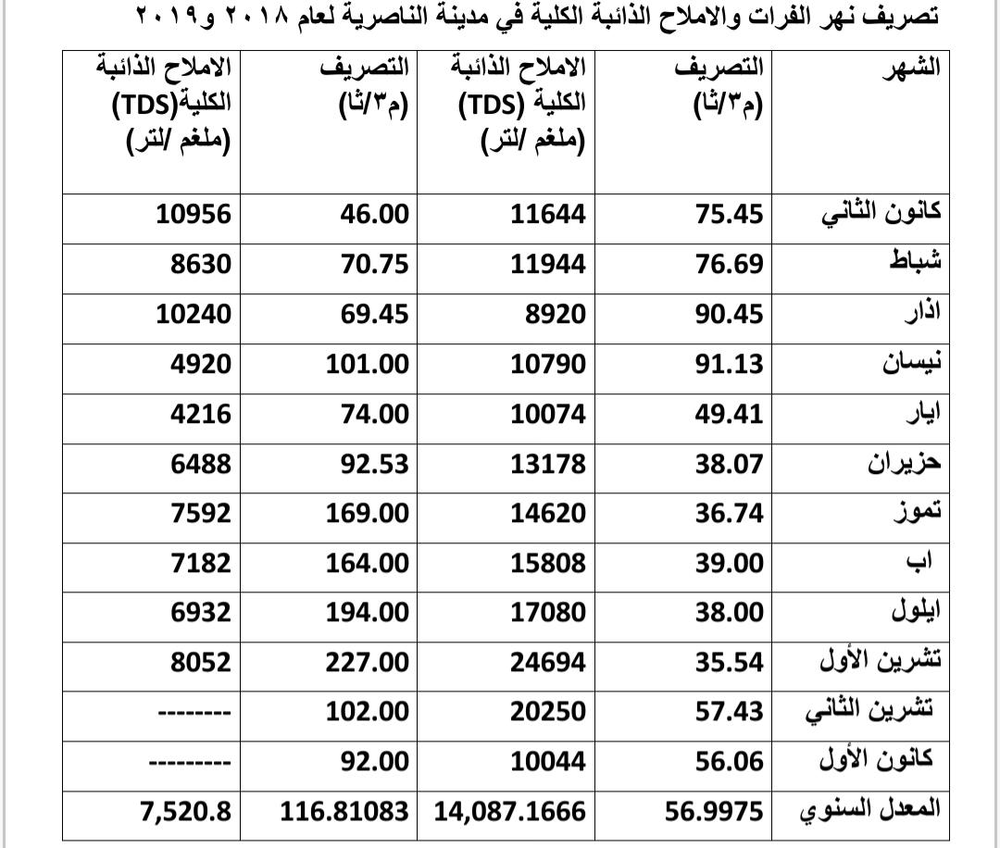 تصريف نهر الفرات والاملاح الذائبة الكلية في مدينة الناصرية لعام ٢٠١٨ و٢٠١٩
الشهر التصريف (م٣/ثا) الاملاح الذائبة الكلية (TDS) (ملغم /لتر) التصريف (م٣/ثا) الاملاح الذائبة الكلية(TDS) (ملغم /لتر)
كانون الثاني 75.45 11644 46.00 10956
شباط 76.69 11944 70.75 8630
اذار 90.45 8920 69.45 10240
نيسان 91.13 10790 101.00 4920
ايار 49.41 10074 74.00 4216
حزيران 38.07 13178 92.53 6488
تموز 36.74 14620 169.00 7592
اب 39.00 15808 164.00 7182
ايلول 38.00 17080 194.00 6932
تشرين الأول 35.54 24694 227.00 8052
تشرين الثاني 57.43 20250 102.00 --------
كانون الأول 56.06 10044 92.00 ---------
المعدل السنوي 56.9975 14,087.1666 116.81083 7,520.8